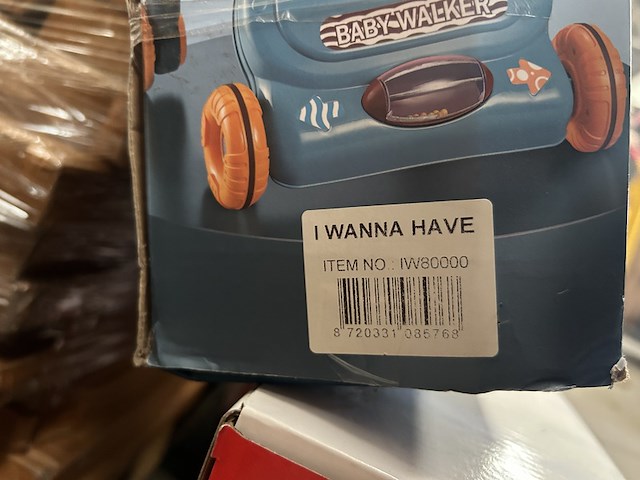 BABY WALKER
I WANNA HAVE
ITEM NO : IW80000
8 720331 085768